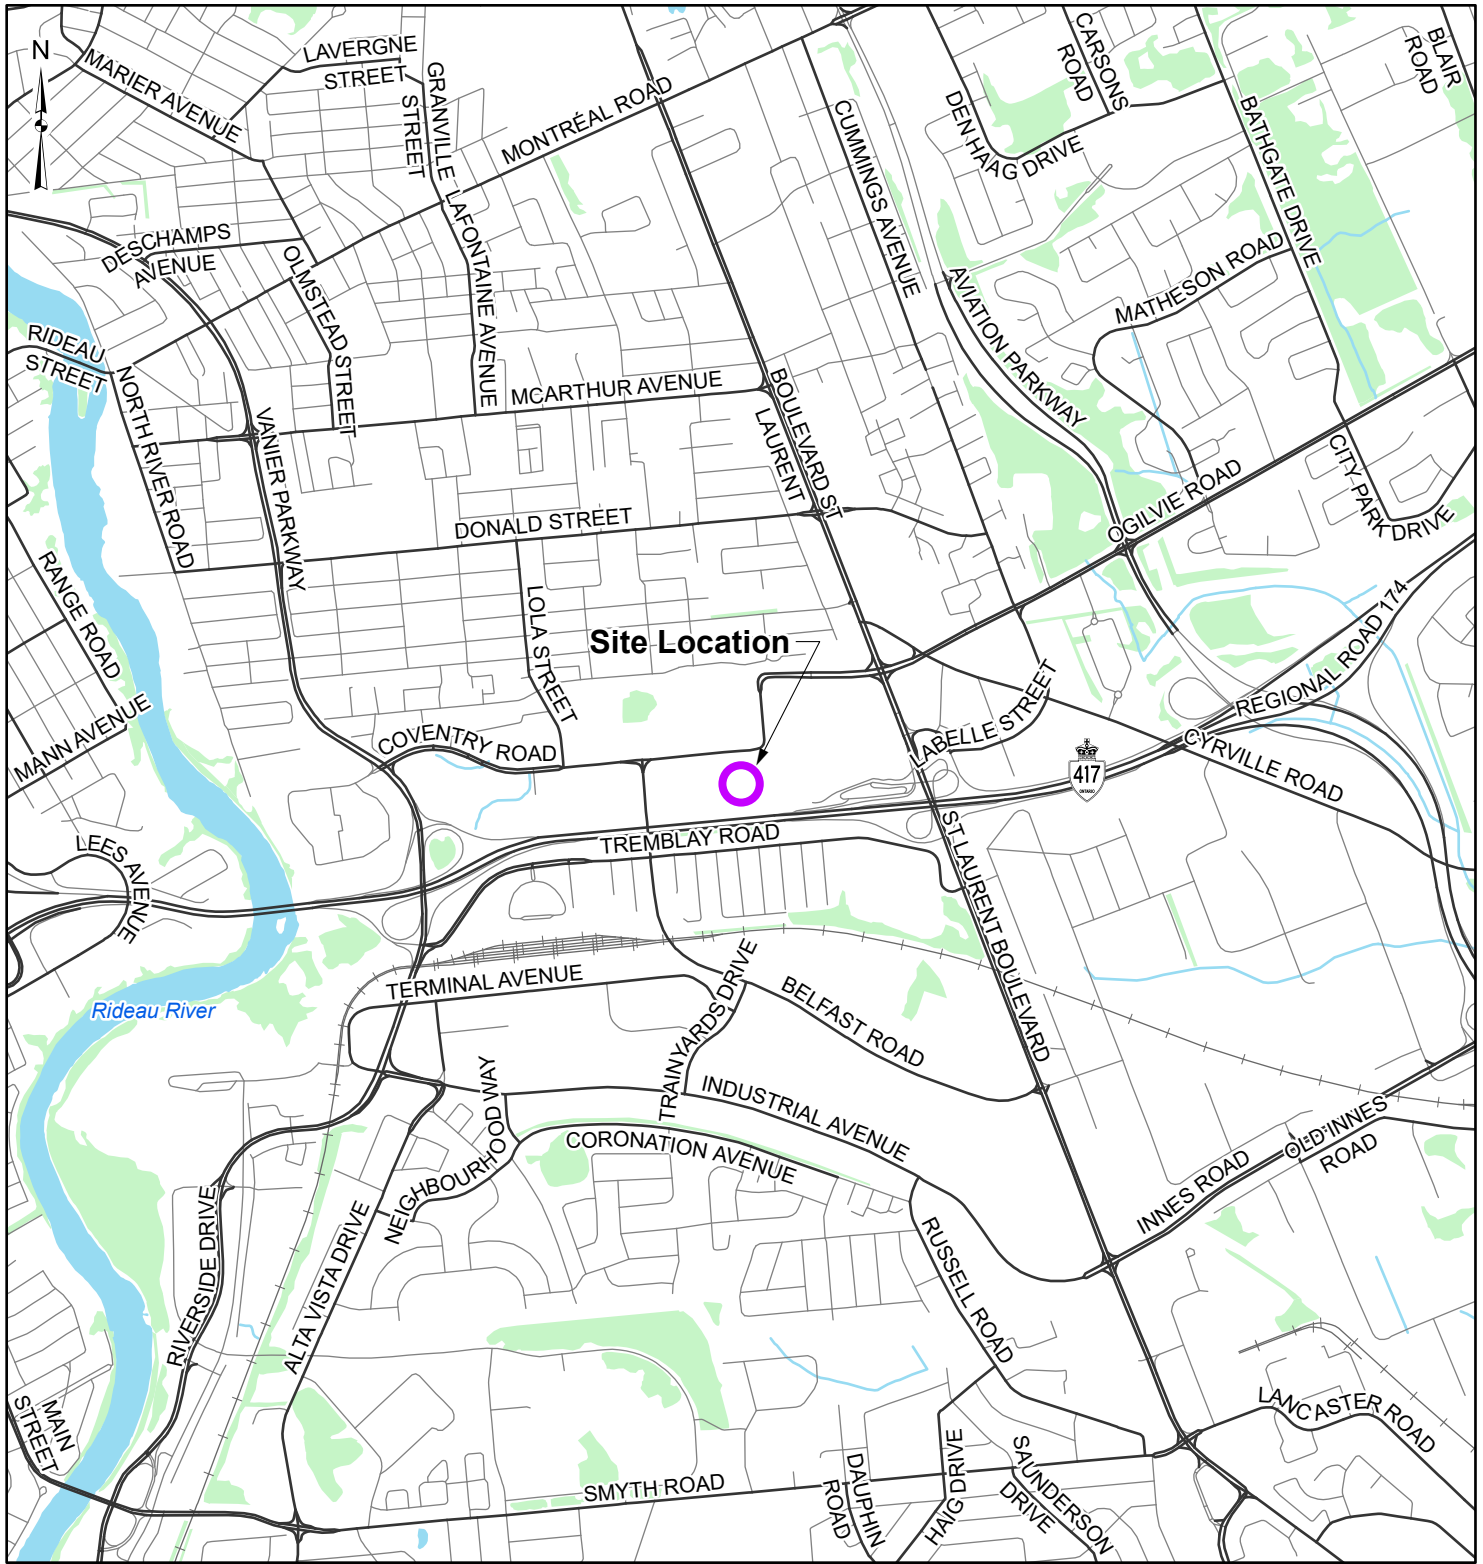 N
MARIER AVENUE
LAVERGNE
STREET
GRANVILLE
STREET
MONTRÉAL ROAD
CUMMINGS AVENUE
DEN HAAG DRIVE
CARSONS
ROAD
BATHGATE DRIVE
BLAIR
ROAD
DESCHAMPS
AVENUE
OLMSTEAD STREET
LAFONTAINE AVENUE
AVIATION PARKWAY
MATHESON ROAD
RIDEAU
STREET
NORTH RIVER ROAD
VANIER PARKWAY
MCARTHUR AVENUE
BOULEVARD ST
LAURENT
CITY PARK DRIVE
OGILVIE ROAD
DONALD STREET
RANGE ROAD
LOLA STREET
Site Location
REGIONAL ROAD 174
MANN AVENUE
COVENTRY ROAD
LABELLE STREET
CYRVILLE ROAD
417
ONTARIO
LEES AVENUE
TREMBLAY ROAD
ST LAURENT BOULEVARD
Rideau River
TERMINAL AVENUE
TRAINYARDS DRIVE
BELFAST ROAD
NEIGHBOURHOOD WAY
INDUSTRIAL AVENUE
CORONATION AVENUE
OLD INNES
ROAD
INNES ROAD
RIVERSIDE DRIVE
ALTA VISTA DRIVE
RUSSELL ROAD
MAIN
STREET
LANCASTER ROAD
SMYTH ROAD
DAUPHIN
ROAD
HAIG DRIVE
SAUNDERSON
DRIVE